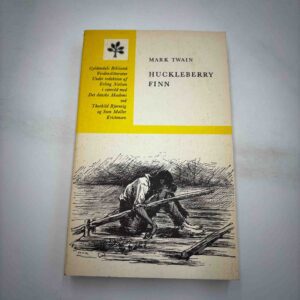 Gyldendals Bibliotek
Verdenslitteratur
Under redaktion af
Erling Nielsen
i samråd med
Det danske Akademi
ved
Thorkild Bjørnvig
og Sven Møller
Kristensen
MARK TWAIN
HUCKLEBERRY
FINN